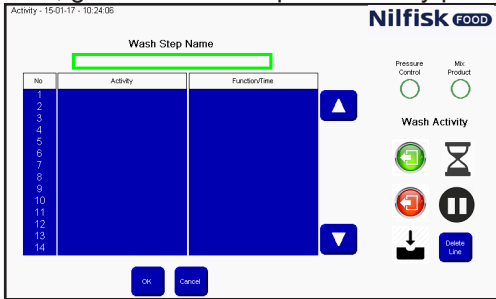 Activity - 15-01-17 - 10:24:06
Nilfisk FOOD
Wash Step Name
Pressure Control
Mix Product
No Activity Function/Time
1
2
3
4
5
6
7
8
9
10
11
12
13
14
Wash Activity
Delete Line
OK Cancel